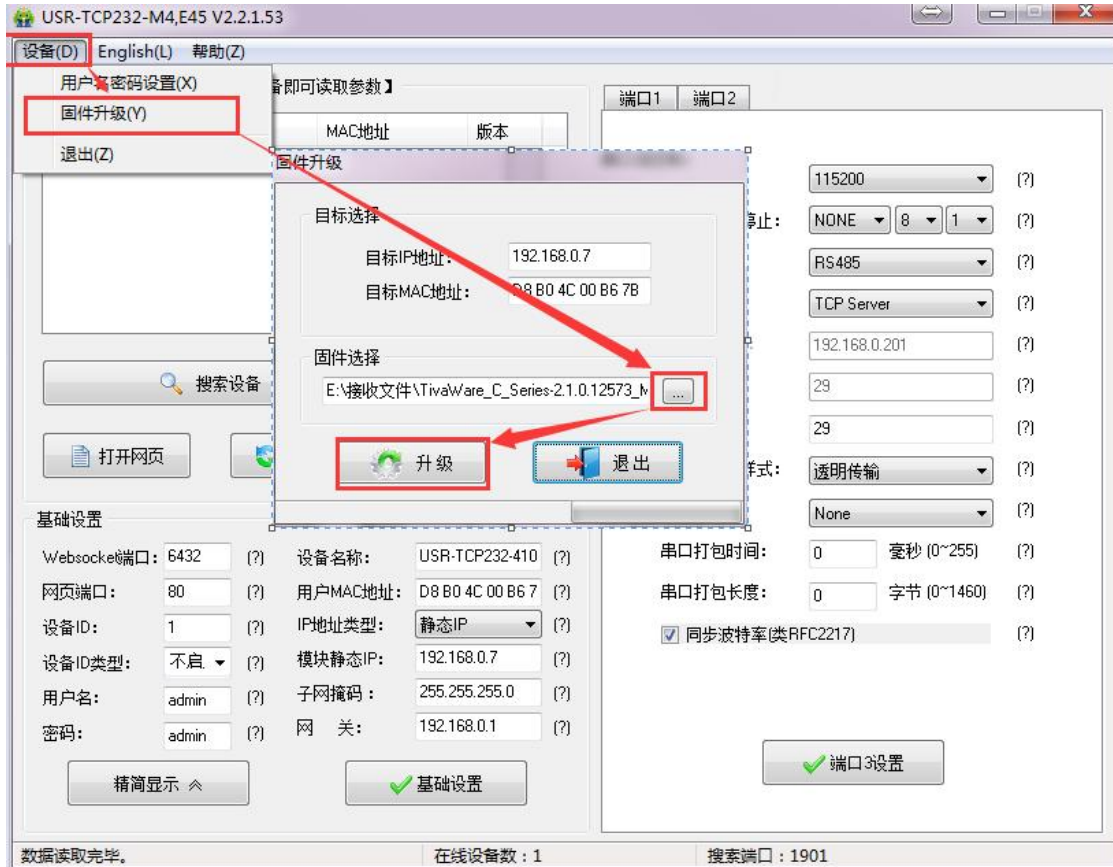 USR-TCP232-M4,E45 V2.2.1.53
设备(D) English(L) 帮助(Z)
用户名密码设置(X)
固件升级(Y)
退出(Z)
备即可读取参数】
MAC地址 版本
端口1 端口2
固件升级
目标选择
目标IP地址: 192.168.0.7
目标MAC地址: D8 B0 4C 00 B6 7B
固件选择
E:\接收文件\TivaWare_C_Series-2.1.0.12573_M ...
升级 退出
115200 (?)
停止: NONE 8 1 (?)
RS485 (?)
TCP Server (?)
192.168.0.201 (?)
29 (?)
29 (?)
样式: 透明传输 (?)
None (?)
串口打包时间: 0 毫秒 (0~255) (?)
串口打包长度: 0 字节 (0~1460) (?)
同步波特率(类RFC2217) (?)
端口3设置
搜索设备
打开网页
基础设置
Websocket端口: 6432 (?) 设备名称: USR-TCP232-410 (?)
网页端口: 80 (?) 用户MAC地址: D8 B0 4C 00 B6 7 (?)
设备ID: 1 (?) IP地址类型: 静态IP (?)
设备ID类型: 不启 (?) 模块静态IP: 192.168.0.7 (?)
用户名: admin (?) 子网掩码: 255.255.255.0 (?)
密码: admin (?) 网 关: 192.168.0.1 (?)
精简显示 基础设置
数据读取完毕。 在线设备数:1 搜索端口:1901